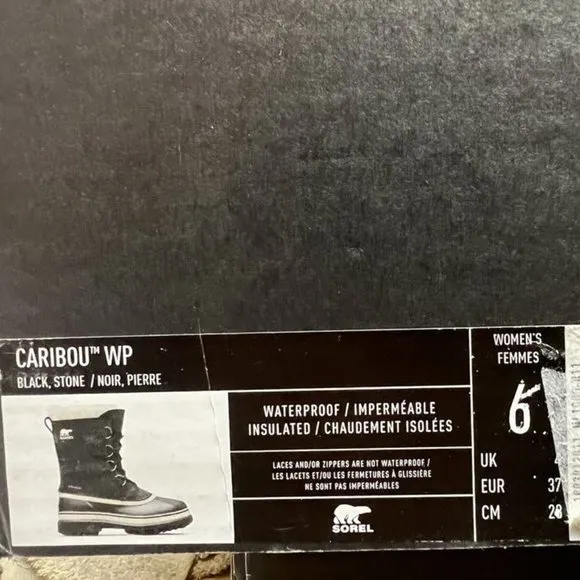 CARIBOU™ WP
BLACK, STONE / NOIR, PIERRE
SOREL
WATERPROOF / IMPERMÉABLE
INSULATED / CHAUDEMENT ISOLÉES
LACES AND/OR ZIPPERS ARE NOT WATERPROOF /
LES LACETS ET/OU LES FERMETURES À GLISSIÈRE
NE SONT PAS IMPERMÉABLES
SOREL
WOMEN'S
FEMMES
6
UK
EUR 37
CM